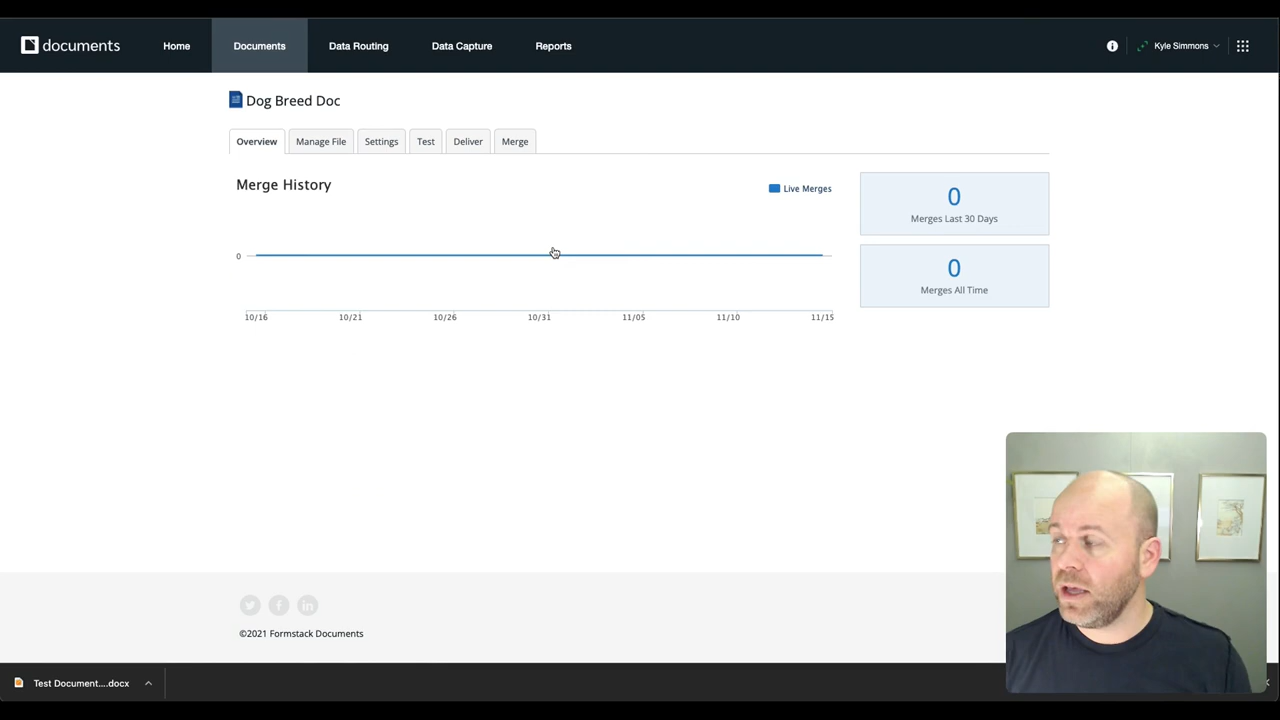 documents
Home
Documents
Data Routing
Data Capture
Reports
Kyle Simmons
Dog Breed Doc
Overview
Manage File
Settings
Test
Deliver
Merge
Merge History
Live Merges
0
Merges Last 30 Days
0
0
Merges All Time
10/16
10/21
10/26
10/31
11/05
11/10
11/15
©2021 Formstack Documents
Test Document....docx